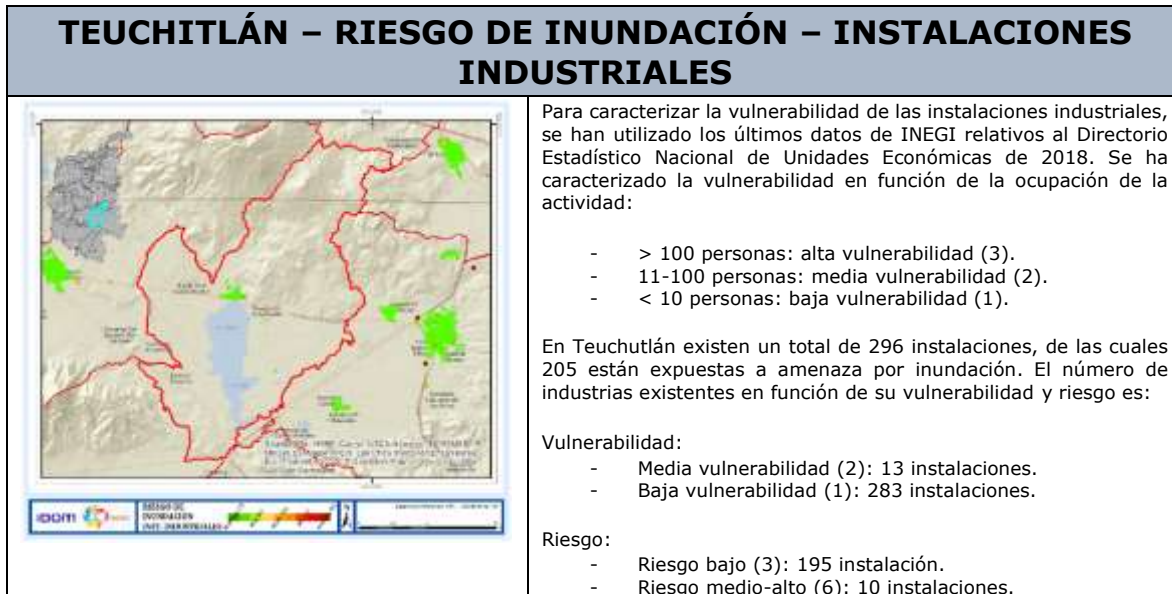 TEUCHITLÁN – RIESGO DE INUNDACIÓN – INSTALACIONES
INDUSTRIALES
Para caracterizar la vulnerabilidad de las instalaciones industriales,
se han utilizado los últimos datos de INEGI relativos al Directorio
Estadístico Nacional de Unidades Económicas de 2018. Se ha
caracterizado la vulnerabilidad en función de la ocupación de la
actividad:
- > 100 personas: alta vulnerabilidad (3).
- 11-100 personas: media vulnerabilidad (2).
- < 10 personas: baja vulnerabilidad (1).
En Teuchutlán existen un total de 296 instalaciones, de las cuales
205 están expuestas a amenaza por inundación. El número de
industrias existentes en función de su vulnerabilidad y riesgo es:
Vulnerabilidad:
- Media vulnerabilidad (2): 13 instalaciones.
- Baja vulnerabilidad (1): 283 instalaciones.
Riesgo:
- Riesgo bajo (3): 195 instalación.
- Riesgo medio-alto (6): 10 instalaciones.
IDOM
RIESGO DE
INUNDACIÓN